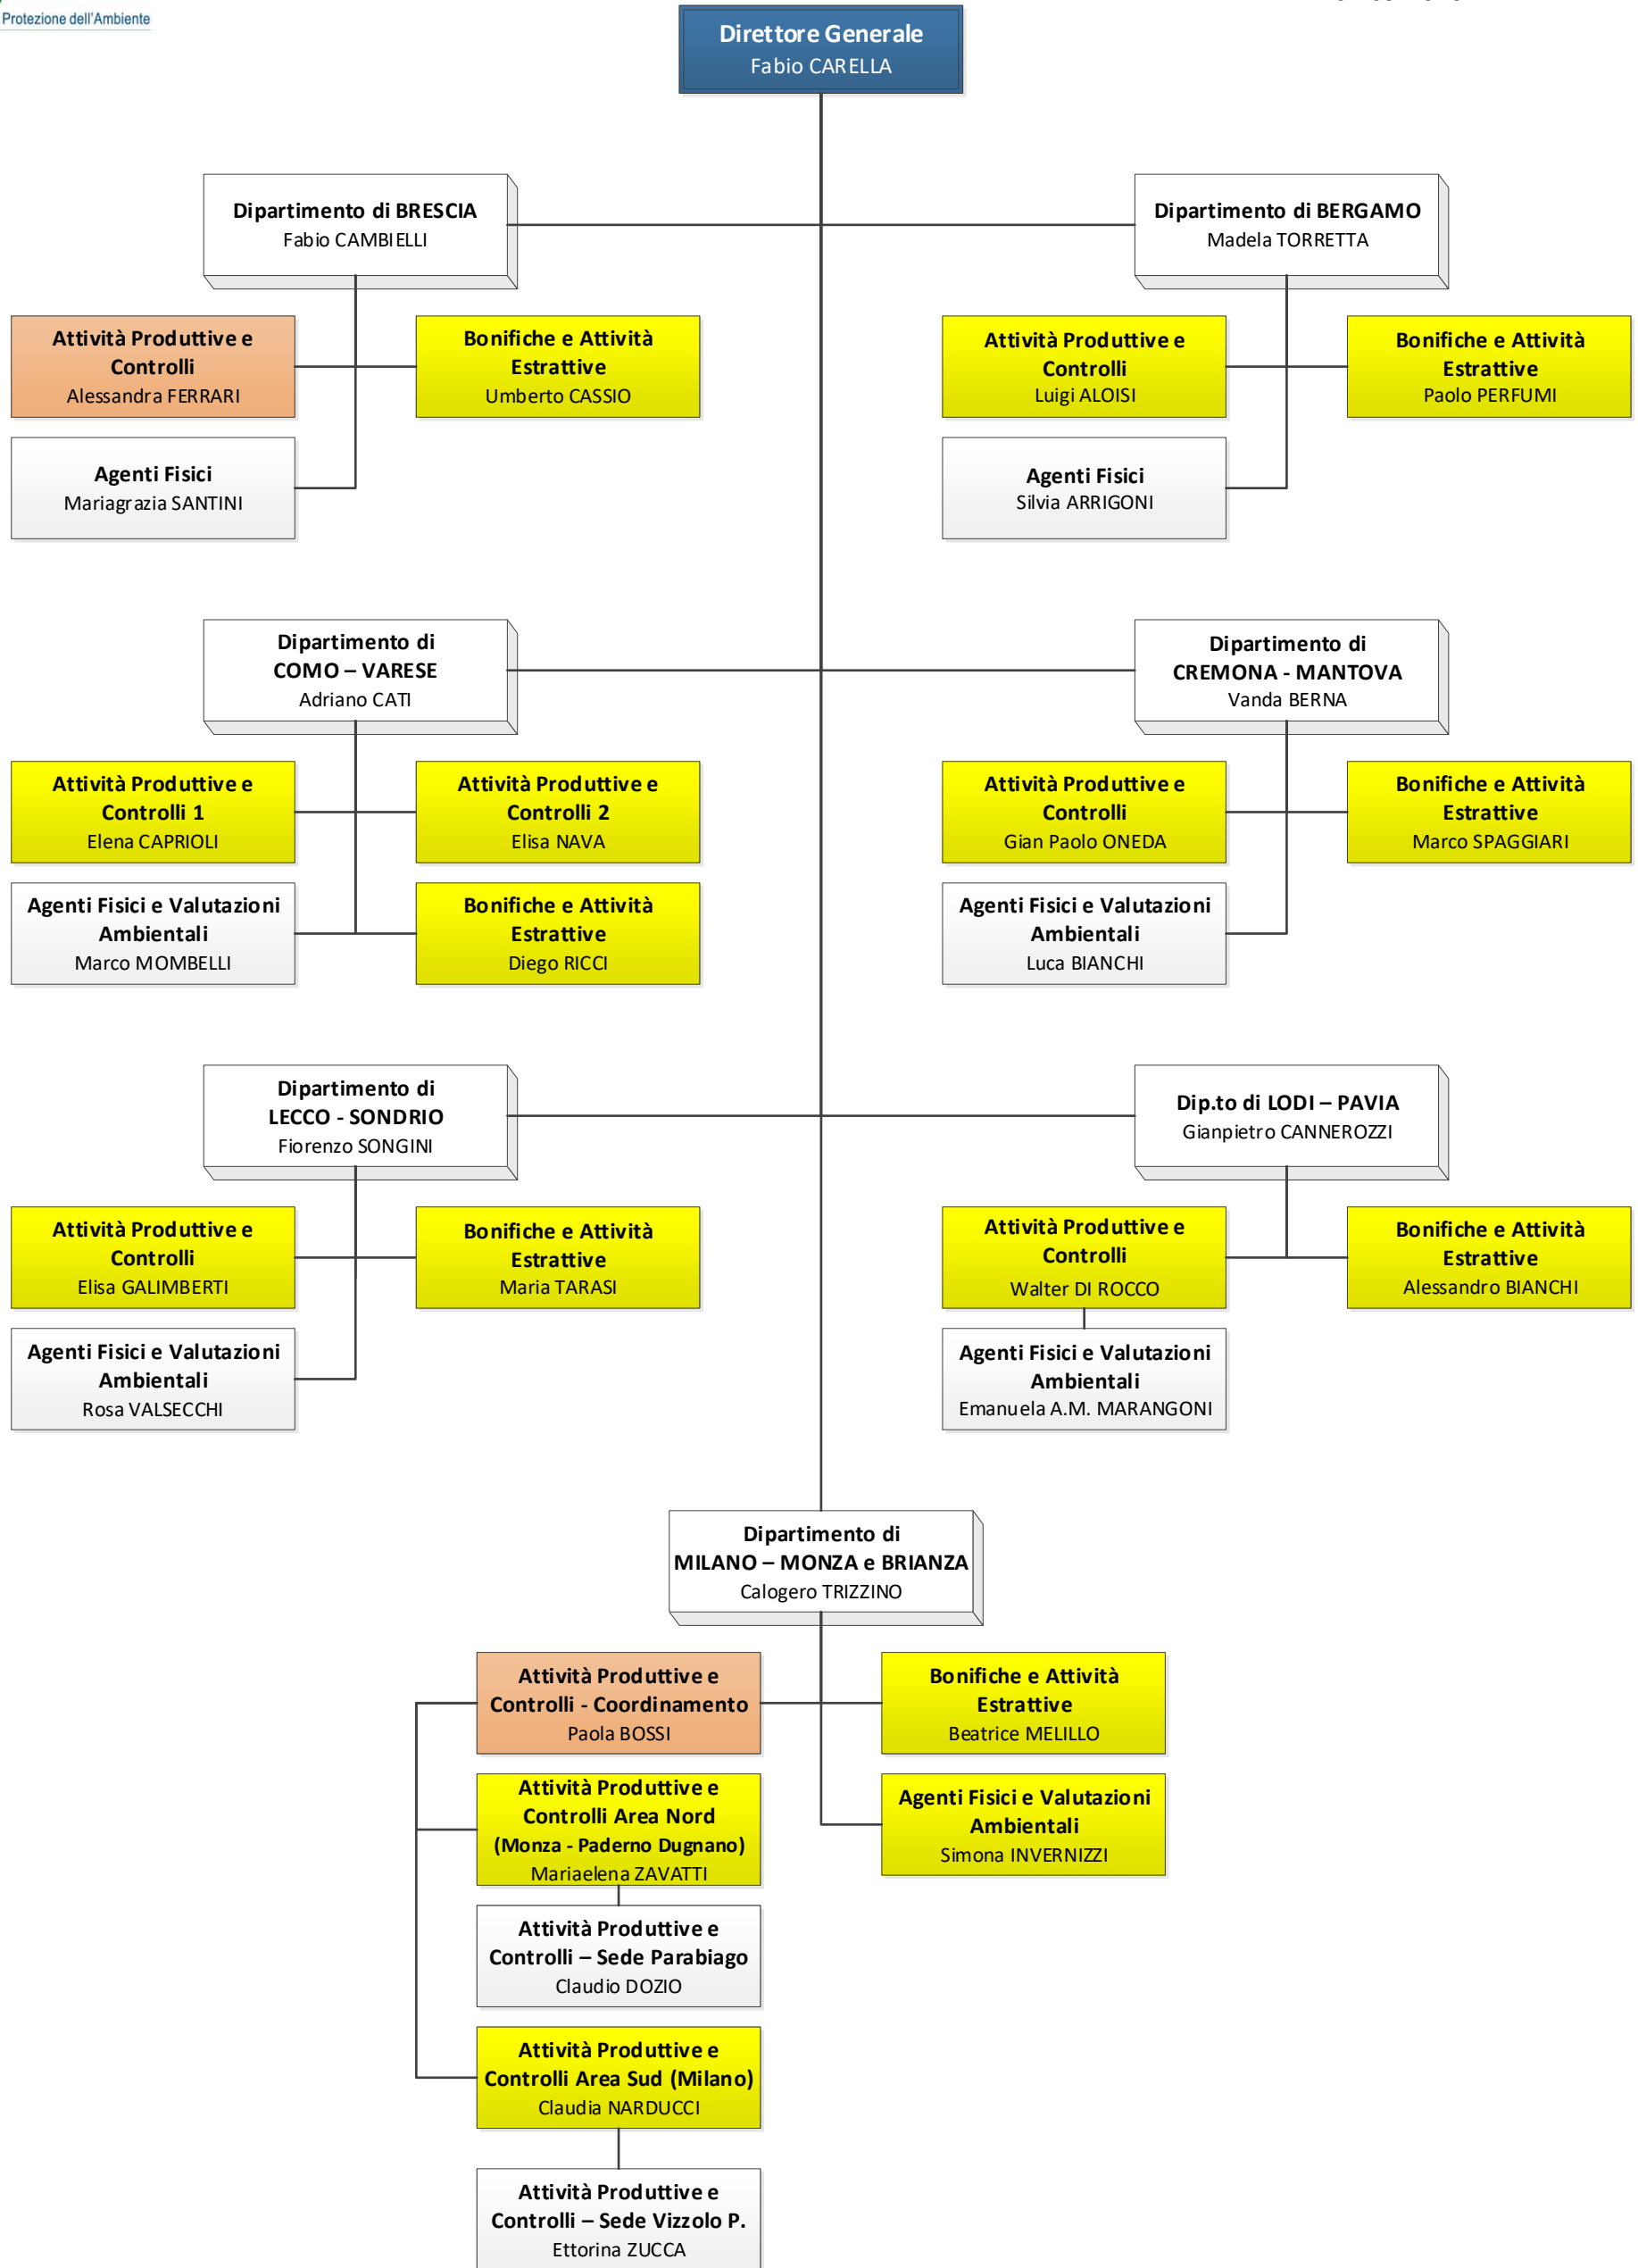 Protezione dell'Ambiente
Direttore Generale
Fabio CARELLA
Dipartimento di BRESCIA
Fabio CAMBIELLI
Dipartimento di BERGAMO
Madela TORRETTA
Attività Produttive e
Controlli
Alessandra FERRARI
Bonifiche e Attività
Estrattive
Umberto CASSIO
Attività Produttive e
Controlli
Luigi ALOISI
Bonifiche e Attività
Estrattive
Paolo PERFUMI
Agenti Fisici
Mariagrazia SANTINI
Agenti Fisici
Silvia ARRIGONI
Dipartimento di
COMO – VARESE
Adriano CATI
Dipartimento di
CREMONA - MANTOVA
Vanda BERNA
Attività Produttive e
Controlli 1
Elena CAPRIOLI
Attività Produttive e
Controlli 2
Elisa NAVA
Attività Produttive e
Controlli
Gian Paolo ONEDA
Bonifiche e Attività
Estrattive
Marco SPAGGIARI
Agenti Fisici e Valutazioni
Ambientali
Marco MOMBELLI
Bonifiche e Attività
Estrattive
Diego RICCI
Agenti Fisici e Valutazioni
Ambientali
Luca BIANCHI
Dipartimento di
LECCO - SONDRIO
Fiorenzo SONGINI
Dip.to di LODI – PAVIA
Gianpietro CANNEROZZI
Attività Produttive e
Controlli
Elisa GALIMBERTI
Bonifiche e Attività
Estrattive
Maria TARASI
Attività Produttive e
Controlli
Walter DI ROCCO
Bonifiche e Attività
Estrattive
Alessandro BIANCHI
Agenti Fisici e Valutazioni
Ambientali
Rosa VALSECCHI
Agenti Fisici e Valutazioni
Ambientali
Emanuela A.M. MARANGONI
Dipartimento di
MILANO – MONZA e BRIANZA
Calogero TRIZZINO
Attività Produttive e
Controlli - Coordinamento
Paola BOSSI
Bonifiche e Attività
Estrattive
Beatrice MELILLO
Attività Produttive e
Controlli Area Nord
(Monza - Paderno Dugnano)
Mariaelena ZAVATTI
Agenti Fisici e Valutazioni
Ambientali
Simona INVERNIZZI
Attività Produttive e
Controlli – Sede Parabiago
Claudio DOZIO
Attività Produttive e
Controlli Area Sud (Milano)
Claudia NARDUCCI
Attività Produttive e
Controlli – Sede Vizzolo P.
Ettorina ZUCCA